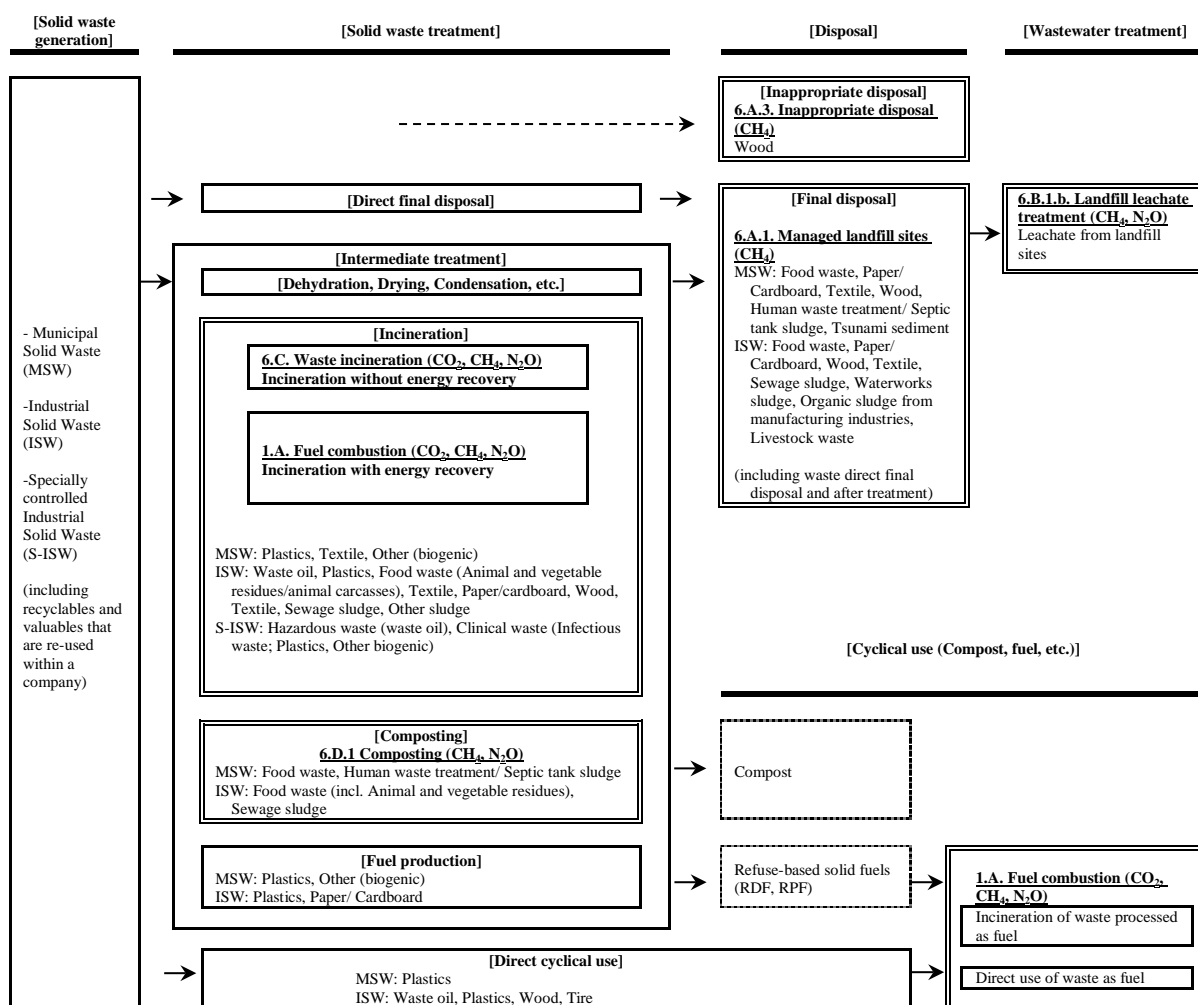 [Solid waste
generation]
[Solid waste treatment]
[Disposal]
[Wastewater treatment]
- Municipal
Solid Waste
(MSW)
-Industrial
Solid Waste
(ISW)
-Specially
controlled
Industrial
Solid Waste
(S-ISW)
(including
recyclables and
valuables that
are re-used
within a
company)
[Inappropriate disposal]
6.A.3. Inappropriate disposal
(CH₄)
Wood
[Direct final disposal]
[Final disposal]
6.A.1. Managed landfill sites
(CH₄)
MSW: Food waste, Paper/
Cardboard, Textile, Wood,
Human waste treatment/ Septic
tank sludge, Tsunami sediment
ISW: Food waste, Paper/
Cardboard, Wood, Textile,
Sewage sludge, Waterworks
sludge, Organic sludge from
manufacturing industries,
Livestock waste
(including waste direct final
disposal and after treatment)
6.B.1.b. Landfill leachate
treatment (CH₄, N₂O)
Leachate from landfill
sites
[Intermediate treatment]
[Dehydration, Drying, Condensation, etc.]
[Incineration]
6.C. Waste incineration (CO₂, CH₄, N₂O)
Incineration without energy recovery
1.A. Fuel combustion (CO₂, CH₄, N₂O)
Incineration with energy recovery
MSW: Plastics, Textile, Other (biogenic)
ISW: Waste oil, Plastics, Food waste (Animal and vegetable
residues/animal carcasses), Textile, Paper/cardboard, Wood,
Textile, Sewage sludge, Other sludge
S-ISW: Hazardous waste (waste oil), Clinical waste (Infectious
waste; Plastics, Other biogenic)
[Cyclical use (Compost, fuel, etc.)]
[Composting]
6.D.1 Composting (CH₄, N₂O)
MSW: Food waste, Human waste treatment/ Septic tank sludge
ISW: Food waste (incl. Animal and vegetable residues),
Sewage sludge
Compost
[Fuel production]
MSW: Plastics, Other (biogenic)
ISW: Plastics, Paper/ Cardboard
Refuse-based solid fuels
(RDF, RPF)
1.A. Fuel combustion (CO₂,
CH₄, N₂O)
Incineration of waste processed
as fuel
Direct use of waste as fuel
[Direct cyclical use]
MSW: Plastics
ISW: Waste oil, Plastics, Wood, Tire